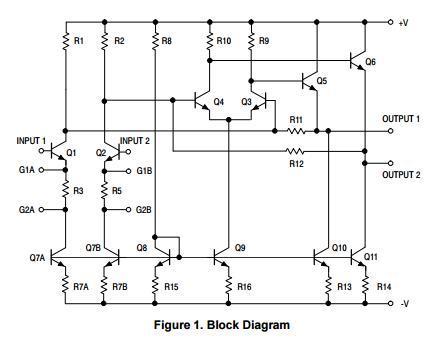 +V
R1
R2
R8
R10
R9
Q6
Q5
Q4
Q3
R11
OUTPUT 1
INPUT 1
Q1
Q2
INPUT 2
R12
G1A
G1B
OUTPUT 2
R3
R5
G2A
G2B
Q7A
Q7B
Q8
Q9
Q10
Q11
R7A
R7B
R15
R16
R13
R14
-V
Figure 1. Block Diagram